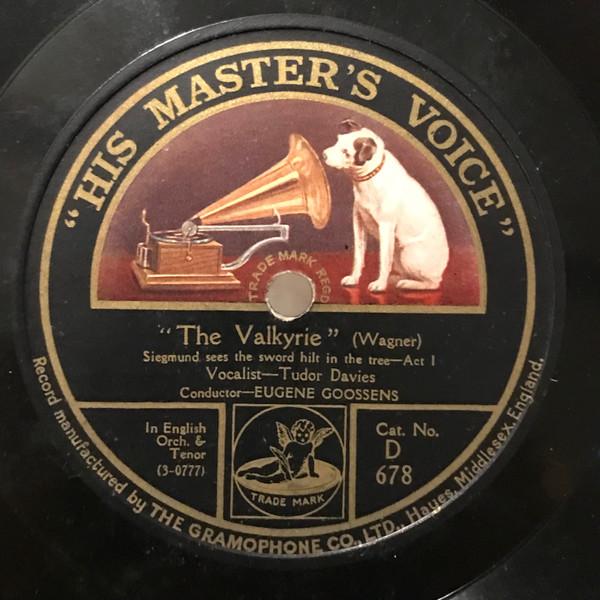 "HIS MASTER'S VOICE"
TRADE MARK REGD
"The Valkyrie" (Wagner)
Siegmund sees the sword hilt in the tree—Act I
Vocalist—Tudor Davies
Conductor—EUGENE GOOSSENS
In English
Orch. &
Tenor
(3-0777)
TRADE MARK
Cat. No.
D
678
Record manufactured by THE GRAMOPHONE CO., LTD., Hayes, Middlesex, England.